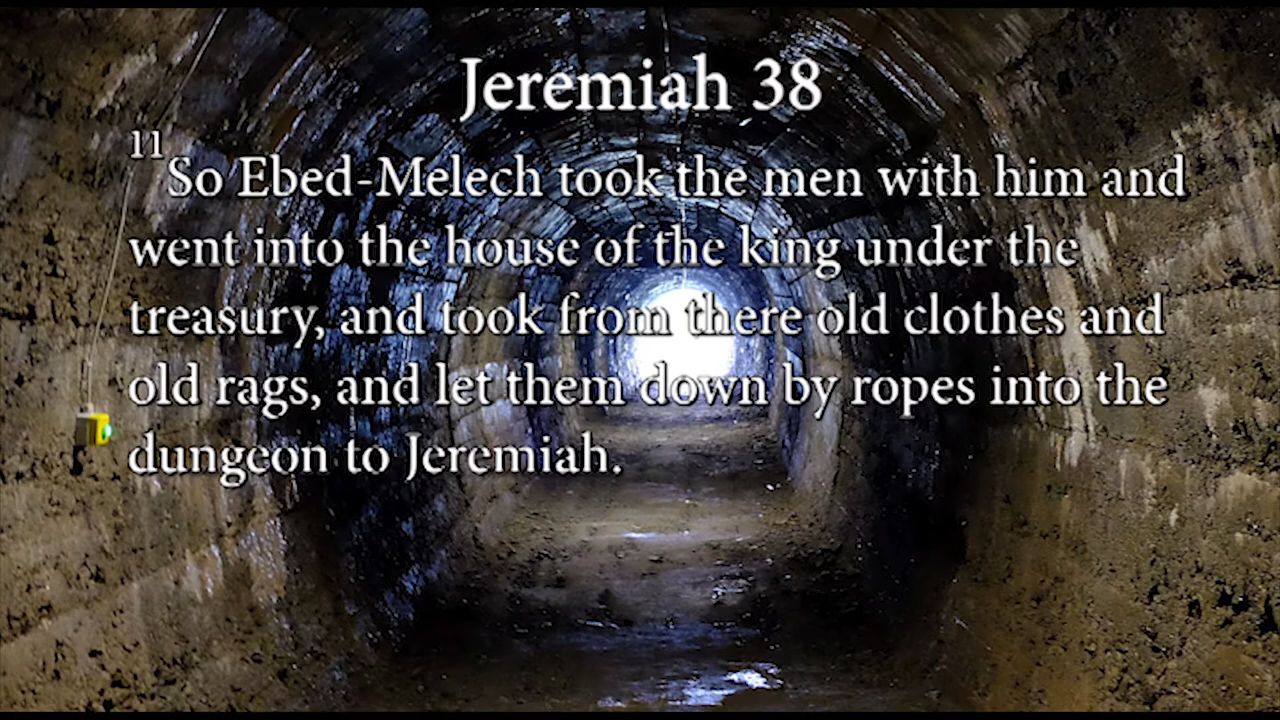 Jeremiah 38
11
So Ebed-Melech took the men with him and
went into the house of the king under the
treasury, and took from there old clothes and
old rags, and let them down by ropes into the
dungeon to Jeremiah.